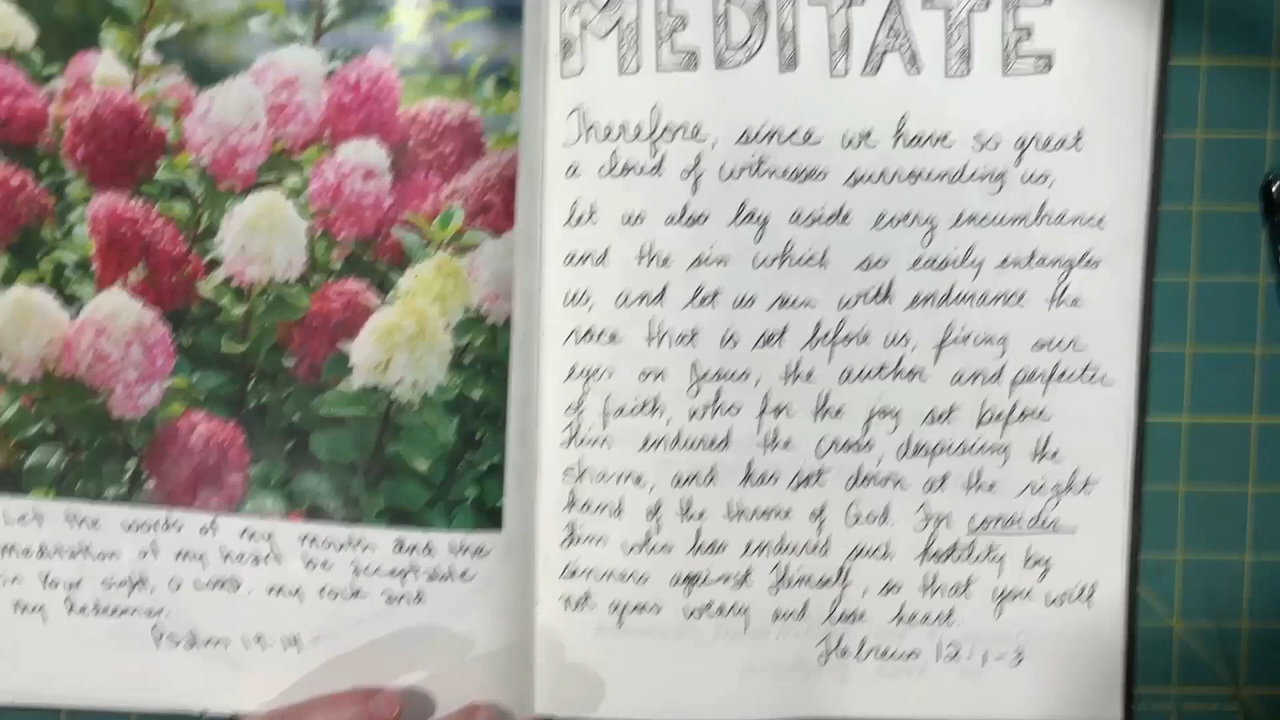 Let the words of my mouth and the
meditation of my heart be acceptable
in Your sight, O Lord, my rock and
my Redeemer.
Psalm 19:14
MEDITATE
Therefore, since we have so great
a cloud of witnesses surrounding us,
let us also lay aside every encumbrance
and the sin which so easily entangles
us, and let us run with endurance the
race that is set before us, fixing our
eyes on Jesus, the author and perfecter
of faith, who for the joy set before
Him endured the cross, despising the
shame, and has sat down at the right
hand of the throne of God. For consider
Him who has endured such hostility by
sinners against Himself, so that you will
not grow weary and lose heart.
Hebrews 12:1-3